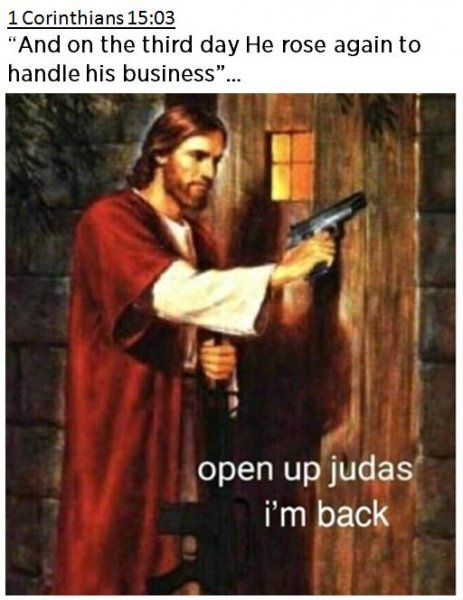 1 Corinthians 15:03
“And on the third day He rose again to
handle his business”...
open up judas
i'm back